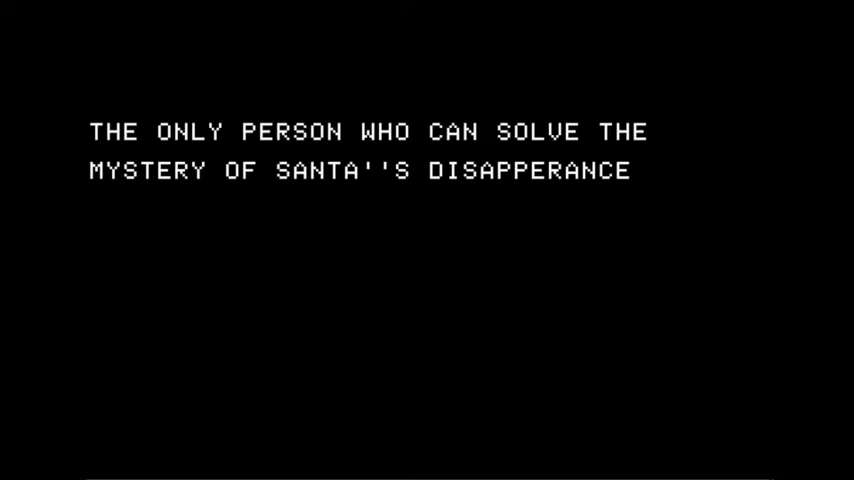 THE ONLY PERSON WHO CAN SOLVE THE
MYSTERY OF SANTA''S DISAPPERANCE